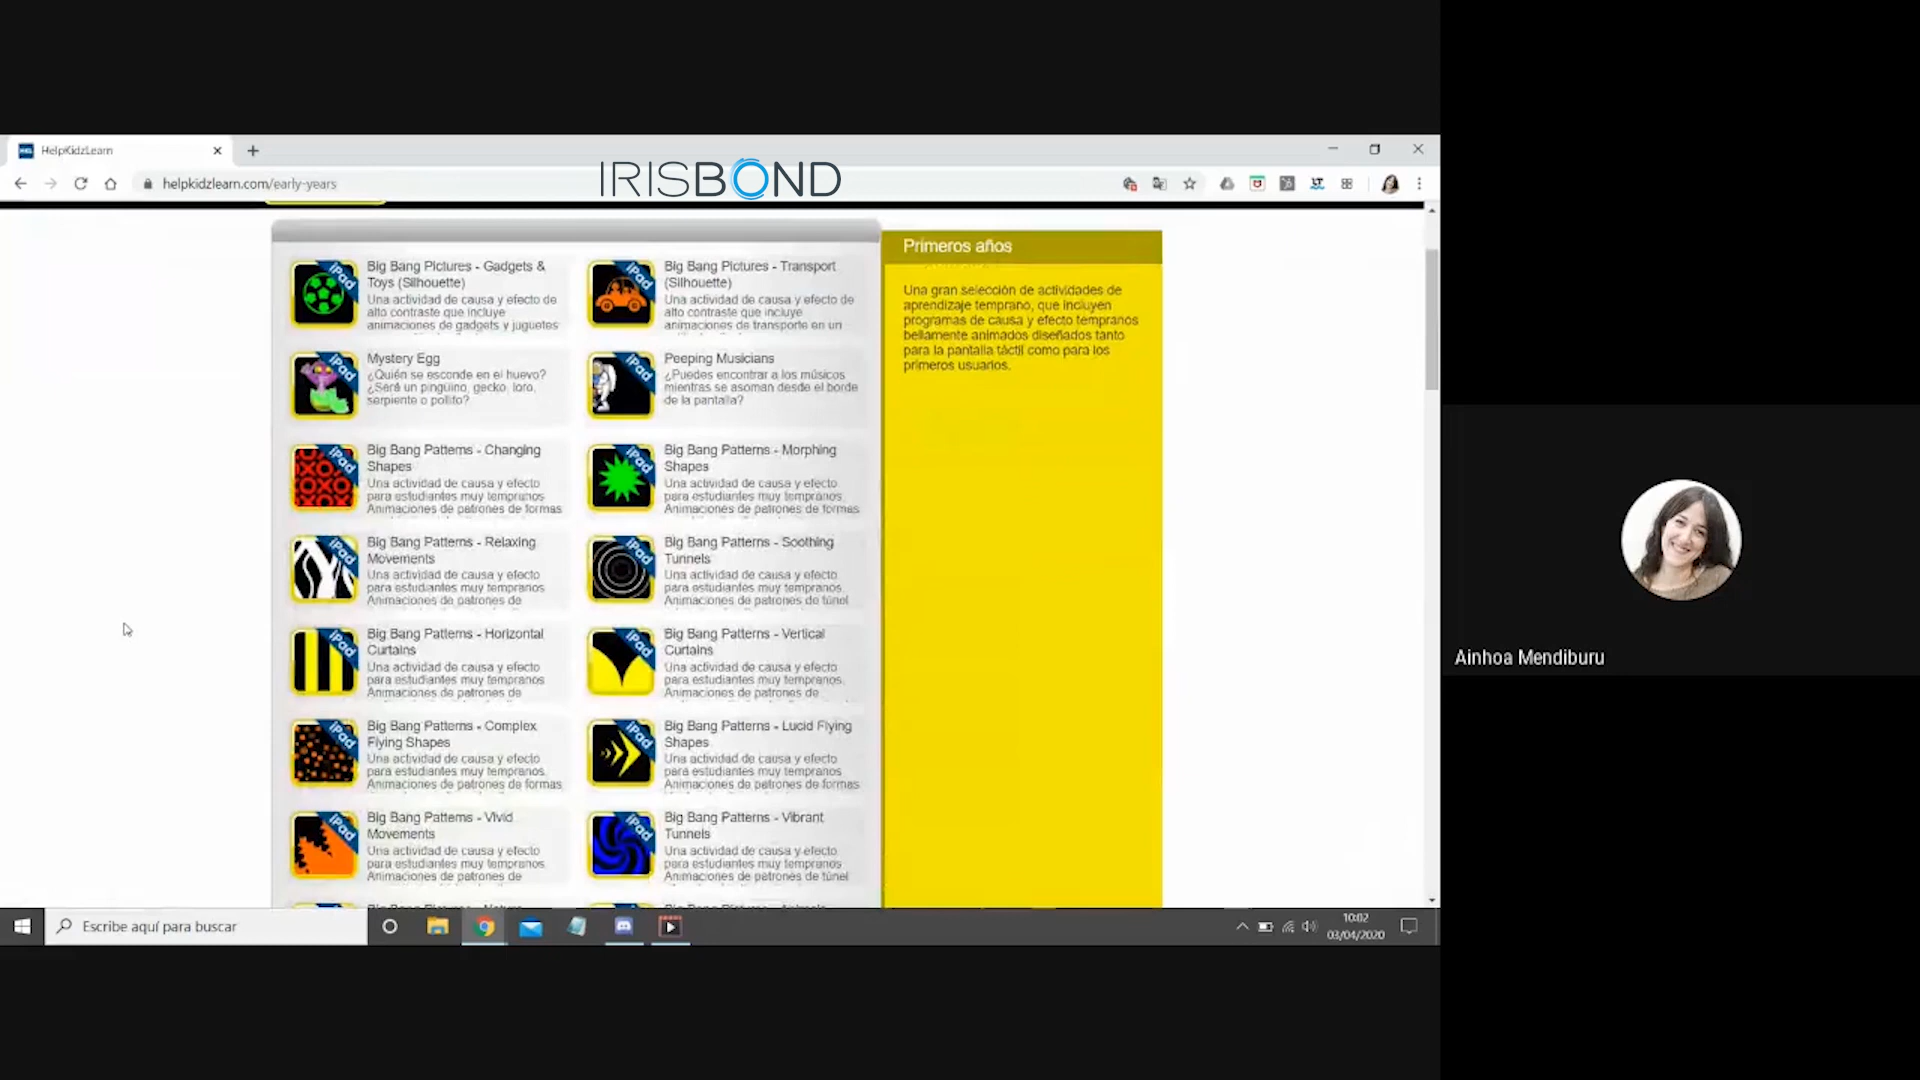 HelpKidzLearn
helpkidzlearn.com/early-years
IRISBOND
Big Bang Pictures - Gadgets &
Toys (Silhouette)
Una actividad de causa y efecto de
alto contraste que incluye
animaciones de gadgets y juguetes
iPad
Big Bang Pictures - Transport
(Silhouette)
Una actividad de causa y efecto de
alto contraste que incluye
animaciones de transporte en un
iPad
Mystery Egg
¿Quién se esconde en el huevo?
¿Será un pingüino, gecko, loro,
serpiente o pollito?
iPad
Peeping Musicians
¿Puedes encontrar a los músicos
mientras se asoman desde el borde
de la pantalla?
iPad
Big Bang Patterns - Changing
Shapes
Una actividad de causa y efecto
para estudiantes muy tempranos.
Animaciones de patrones de formas
iPad
Big Bang Patterns - Morphing
Shapes
Una actividad de causa y efecto
para estudiantes muy tempranos.
Animaciones de patrones de formas
iPad
Big Bang Patterns - Relaxing
Movements
Una actividad de causa y efecto
para estudiantes muy tempranos.
Animaciones de patrones de
iPad
Big Bang Patterns - Soothing
Tunnels
Una actividad de causa y efecto
para estudiantes muy tempranos.
Animaciones de patrones de túnel
iPad
Big Bang Patterns - Horizontal
Curtains
Una actividad de causa y efecto
para estudiantes muy tempranos.
Animaciones de patrones de
iPad
Big Bang Patterns - Vertical
Curtains
Una actividad de causa y efecto
para estudiantes muy tempranos.
Animaciones de patrones de
iPad
Big Bang Patterns - Complex
Flying Shapes
Una actividad de causa y efecto
para estudiantes muy tempranos.
Animaciones de patrones de formas
iPad
Big Bang Patterns - Lucid Flying
Shapes
Una actividad de causa y efecto
para estudiantes muy tempranos.
Animaciones de patrones de formas
iPad
Big Bang Patterns - Vivid
Movements
Una actividad de causa y efecto
para estudiantes muy tempranos.
Animaciones de patrones de
iPad
Big Bang Patterns - Vibrant
Tunnels
Una actividad de causa y efecto
para estudiantes muy tempranos.
Animaciones de patrones de túnel
Primeros años
Una gran selección de actividades de
aprendizaje temprano, que incluyen
programas de causa y efecto tempranos
bellamente animados diseñados tanto
para la pantalla táctil como para los
primeros usuarios.
Ainhoa Mendiburu
Escribe aquí para buscar
10:02
03/04/2020